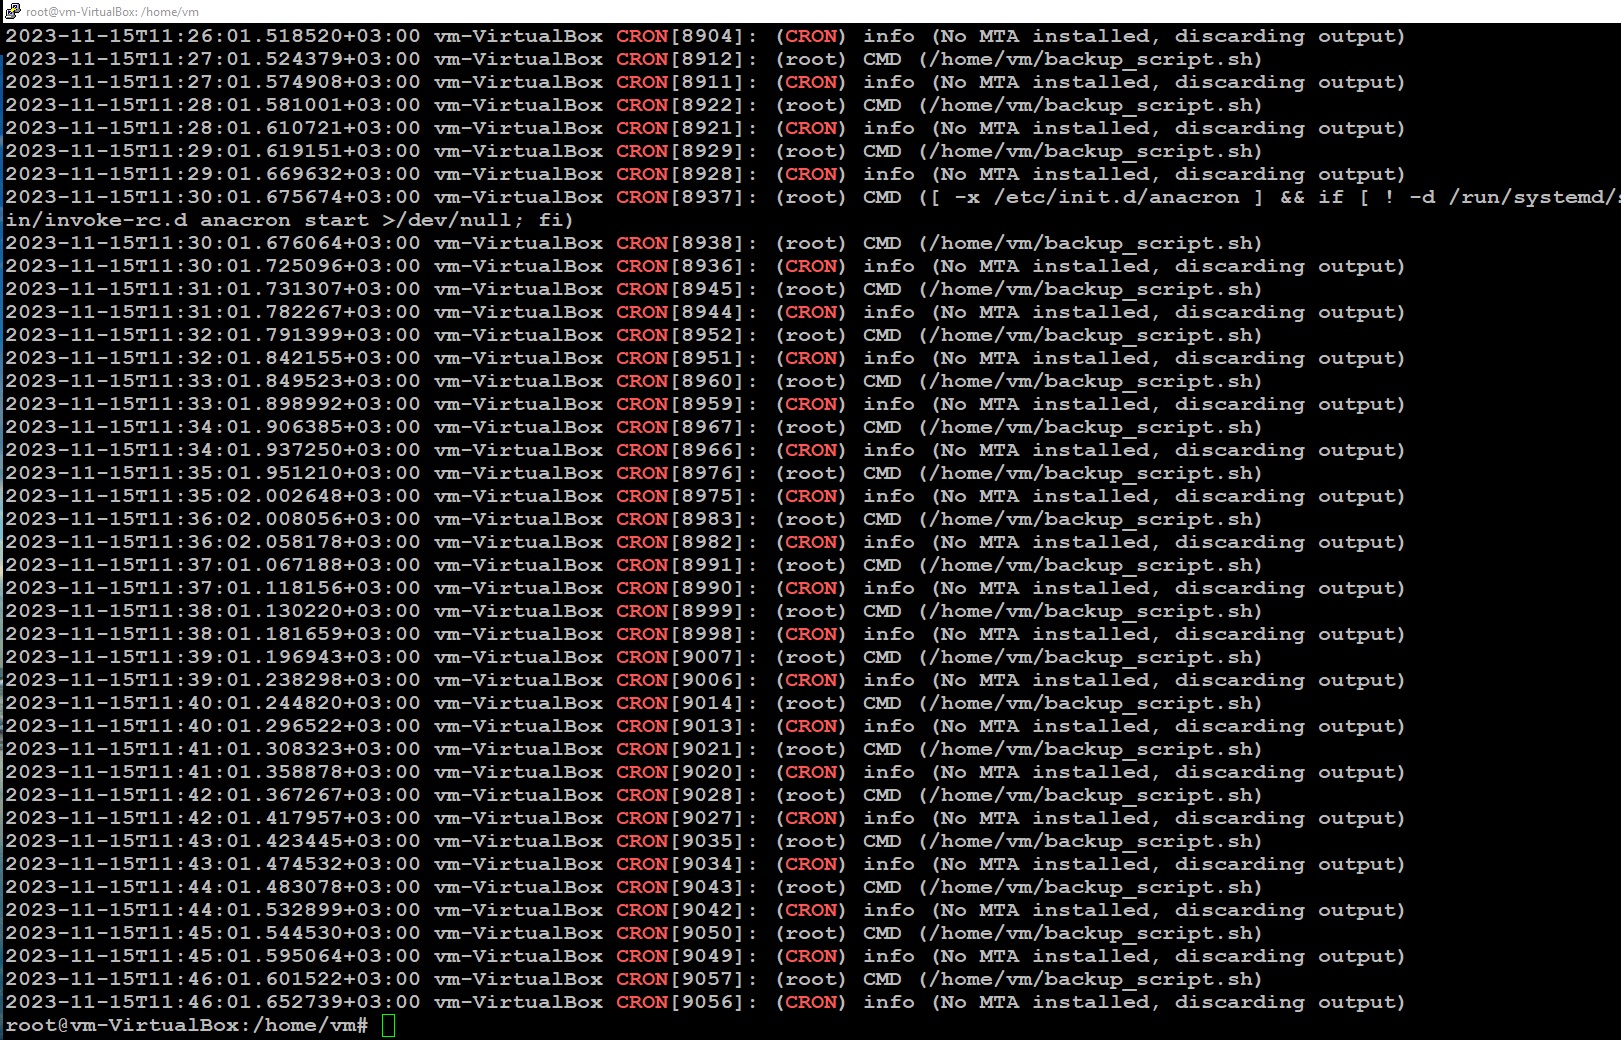 root@vm-VirtualBox: /home/vm
2023-11-15T11:26:01.518520+03:00 vm-VirtualBox CRON[8904]: (CRON) info (No MTA installed, discarding output)
2023-11-15T11:27:01.524379+03:00 vm-VirtualBox CRON[8912]: (root) CMD (/home/vm/backup_script.sh)
2023-11-15T11:27:01.574908+03:00 vm-VirtualBox CRON[8911]: (CRON) info (No MTA installed, discarding output)
2023-11-15T11:28:01.581001+03:00 vm-VirtualBox CRON[8922]: (root) CMD (/home/vm/backup_script.sh)
2023-11-15T11:28:01.610721+03:00 vm-VirtualBox CRON[8921]: (CRON) info (No MTA installed, discarding output)
2023-11-15T11:29:01.619151+03:00 vm-VirtualBox CRON[8929]: (root) CMD (/home/vm/backup_script.sh)
2023-11-15T11:29:01.669632+03:00 vm-VirtualBox CRON[8928]: (CRON) info (No MTA installed, discarding output)
2023-11-15T11:30:01.675674+03:00 vm-VirtualBox CRON[8937]: (root) CMD ([ -x /etc/init.d/anacron ] && if [ ! -d /run/systemd/s
in/invoke-rc.d anacron start >/dev/null; fi)
2023-11-15T11:30:01.676064+03:00 vm-VirtualBox CRON[8938]: (root) CMD (/home/vm/backup_script.sh)
2023-11-15T11:30:01.725096+03:00 vm-VirtualBox CRON[8936]: (CRON) info (No MTA installed, discarding output)
2023-11-15T11:31:01.731307+03:00 vm-VirtualBox CRON[8945]: (root) CMD (/home/vm/backup_script.sh)
2023-11-15T11:31:01.782267+03:00 vm-VirtualBox CRON[8944]: (CRON) info (No MTA installed, discarding output)
2023-11-15T11:32:01.791399+03:00 vm-VirtualBox CRON[8952]: (root) CMD (/home/vm/backup_script.sh)
2023-11-15T11:32:01.842155+03:00 vm-VirtualBox CRON[8951]: (CRON) info (No MTA installed, discarding output)
2023-11-15T11:33:01.849523+03:00 vm-VirtualBox CRON[8960]: (root) CMD (/home/vm/backup_script.sh)
2023-11-15T11:33:01.898992+03:00 vm-VirtualBox CRON[8959]: (CRON) info (No MTA installed, discarding output)
2023-11-15T11:34:01.906385+03:00 vm-VirtualBox CRON[8967]: (root) CMD (/home/vm/backup_script.sh)
2023-11-15T11:34:01.937250+03:00 vm-VirtualBox CRON[8966]: (CRON) info (No MTA installed, discarding output)
2023-11-15T11:35:01.951210+03:00 vm-VirtualBox CRON[8976]: (root) CMD (/home/vm/backup_script.sh)
2023-11-15T11:35:02.002648+03:00 vm-VirtualBox CRON[8975]: (CRON) info (No MTA installed, discarding output)
2023-11-15T11:36:02.008056+03:00 vm-VirtualBox CRON[8983]: (root) CMD (/home/vm/backup_script.sh)
2023-11-15T11:36:02.058178+03:00 vm-VirtualBox CRON[8982]: (CRON) info (No MTA installed, discarding output)
2023-11-15T11:37:01.067188+03:00 vm-VirtualBox CRON[8991]: (root) CMD (/home/vm/backup_script.sh)
2023-11-15T11:37:01.118156+03:00 vm-VirtualBox CRON[8990]: (CRON) info (No MTA installed, discarding output)
2023-11-15T11:38:01.130220+03:00 vm-VirtualBox CRON[8999]: (root) CMD (/home/vm/backup_script.sh)
2023-11-15T11:38:01.181659+03:00 vm-VirtualBox CRON[8998]: (CRON) info (No MTA installed, discarding output)
2023-11-15T11:39:01.196943+03:00 vm-VirtualBox CRON[9007]: (root) CMD (/home/vm/backup_script.sh)
2023-11-15T11:39:01.238298+03:00 vm-VirtualBox CRON[9006]: (CRON) info (No MTA installed, discarding output)
2023-11-15T11:40:01.244820+03:00 vm-VirtualBox CRON[9014]: (root) CMD (/home/vm/backup_script.sh)
2023-11-15T11:40:01.296522+03:00 vm-VirtualBox CRON[9013]: (CRON) info (No MTA installed, discarding output)
2023-11-15T11:41:01.308323+03:00 vm-VirtualBox CRON[9021]: (root) CMD (/home/vm/backup_script.sh)
2023-11-15T11:41:01.358878+03:00 vm-VirtualBox CRON[9020]: (CRON) info (No MTA installed, discarding output)
2023-11-15T11:42:01.367267+03:00 vm-VirtualBox CRON[9028]: (root) CMD (/home/vm/backup_script.sh)
2023-11-15T11:42:01.417957+03:00 vm-VirtualBox CRON[9027]: (CRON) info (No MTA installed, discarding output)
2023-11-15T11:43:01.423445+03:00 vm-VirtualBox CRON[9035]: (root) CMD (/home/vm/backup_script.sh)
2023-11-15T11:43:01.474532+03:00 vm-VirtualBox CRON[9034]: (CRON) info (No MTA installed, discarding output)
2023-11-15T11:44:01.483078+03:00 vm-VirtualBox CRON[9043]: (root) CMD (/home/vm/backup_script.sh)
2023-11-15T11:44:01.532899+03:00 vm-VirtualBox CRON[9042]: (CRON) info (No MTA installed, discarding output)
2023-11-15T11:45:01.544530+03:00 vm-VirtualBox CRON[9050]: (root) CMD (/home/vm/backup_script.sh)
2023-11-15T11:45:01.595064+03:00 vm-VirtualBox CRON[9049]: (CRON) info (No MTA installed, discarding output)
2023-11-15T11:46:01.601522+03:00 vm-VirtualBox CRON[9057]: (root) CMD (/home/vm/backup_script.sh)
2023-11-15T11:46:01.652739+03:00 vm-VirtualBox CRON[9056]: (CRON) info (No MTA installed, discarding output)
root@vm-VirtualBox:/home/vm#